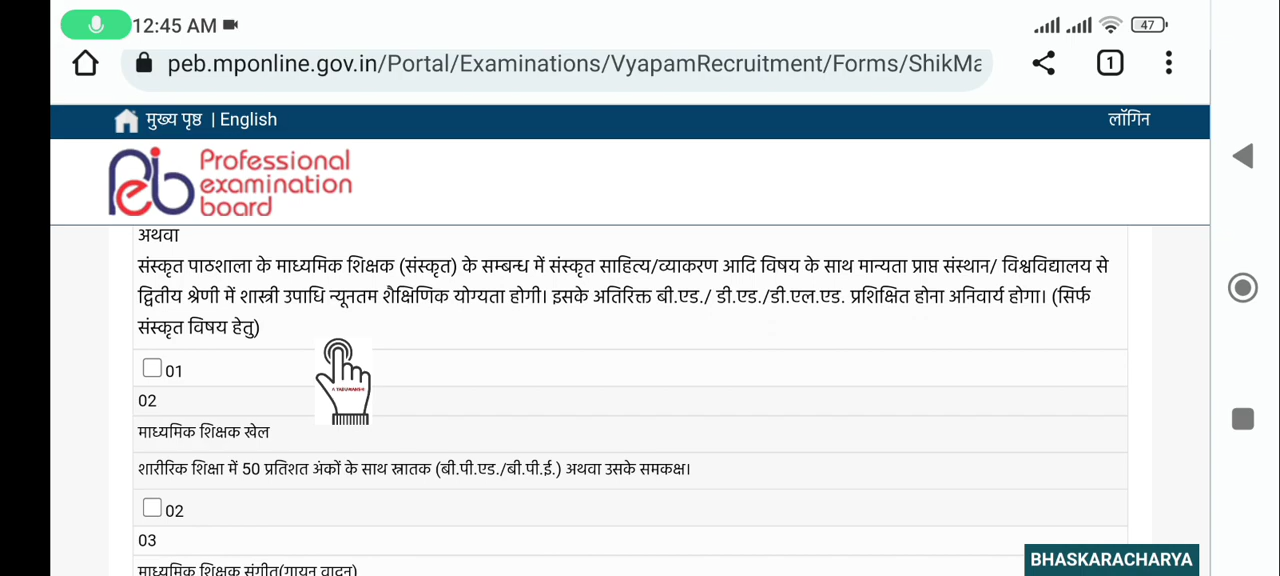 12:45 AM
47
peb.mponline.gov.in/Portal/Examinations/VyapamRecruitment/Forms/ShikMa
1
मुख्य पृष्ठ | English
लॉगिन
Peb
Professional
examination
board
अथवा
संस्कृत पाठशाला के माध्यमिक शिक्षक (संस्कृत) के सम्बन्ध में संस्कृत साहित्य/व्याकरण आदि विषय के साथ मान्यता प्राप्त संस्थान/ विश्वविद्यालय से
द्वितीय श्रेणी में शास्त्री उपाधि न्यूनतम शैक्षिणिक योग्यता होगी। इसके अतिरिक्त बी.एड./ डी.एड./डी.एल.एड. प्रशिक्षित होना अनिवार्य होगा। (सिर्फ
संस्कृत विषय हेतु)
01
02
माध्यमिक शिक्षक खेल
शारीरिक शिक्षा में 50 प्रतिशत अंकों के साथ स्नातक (बी.पी.एड./बी.पी.ई.) अथवा उसके समकक्ष।
02
03
माध्यमिक शिक्षक संगीत(गायन वादन)
BHASKARACHARYA